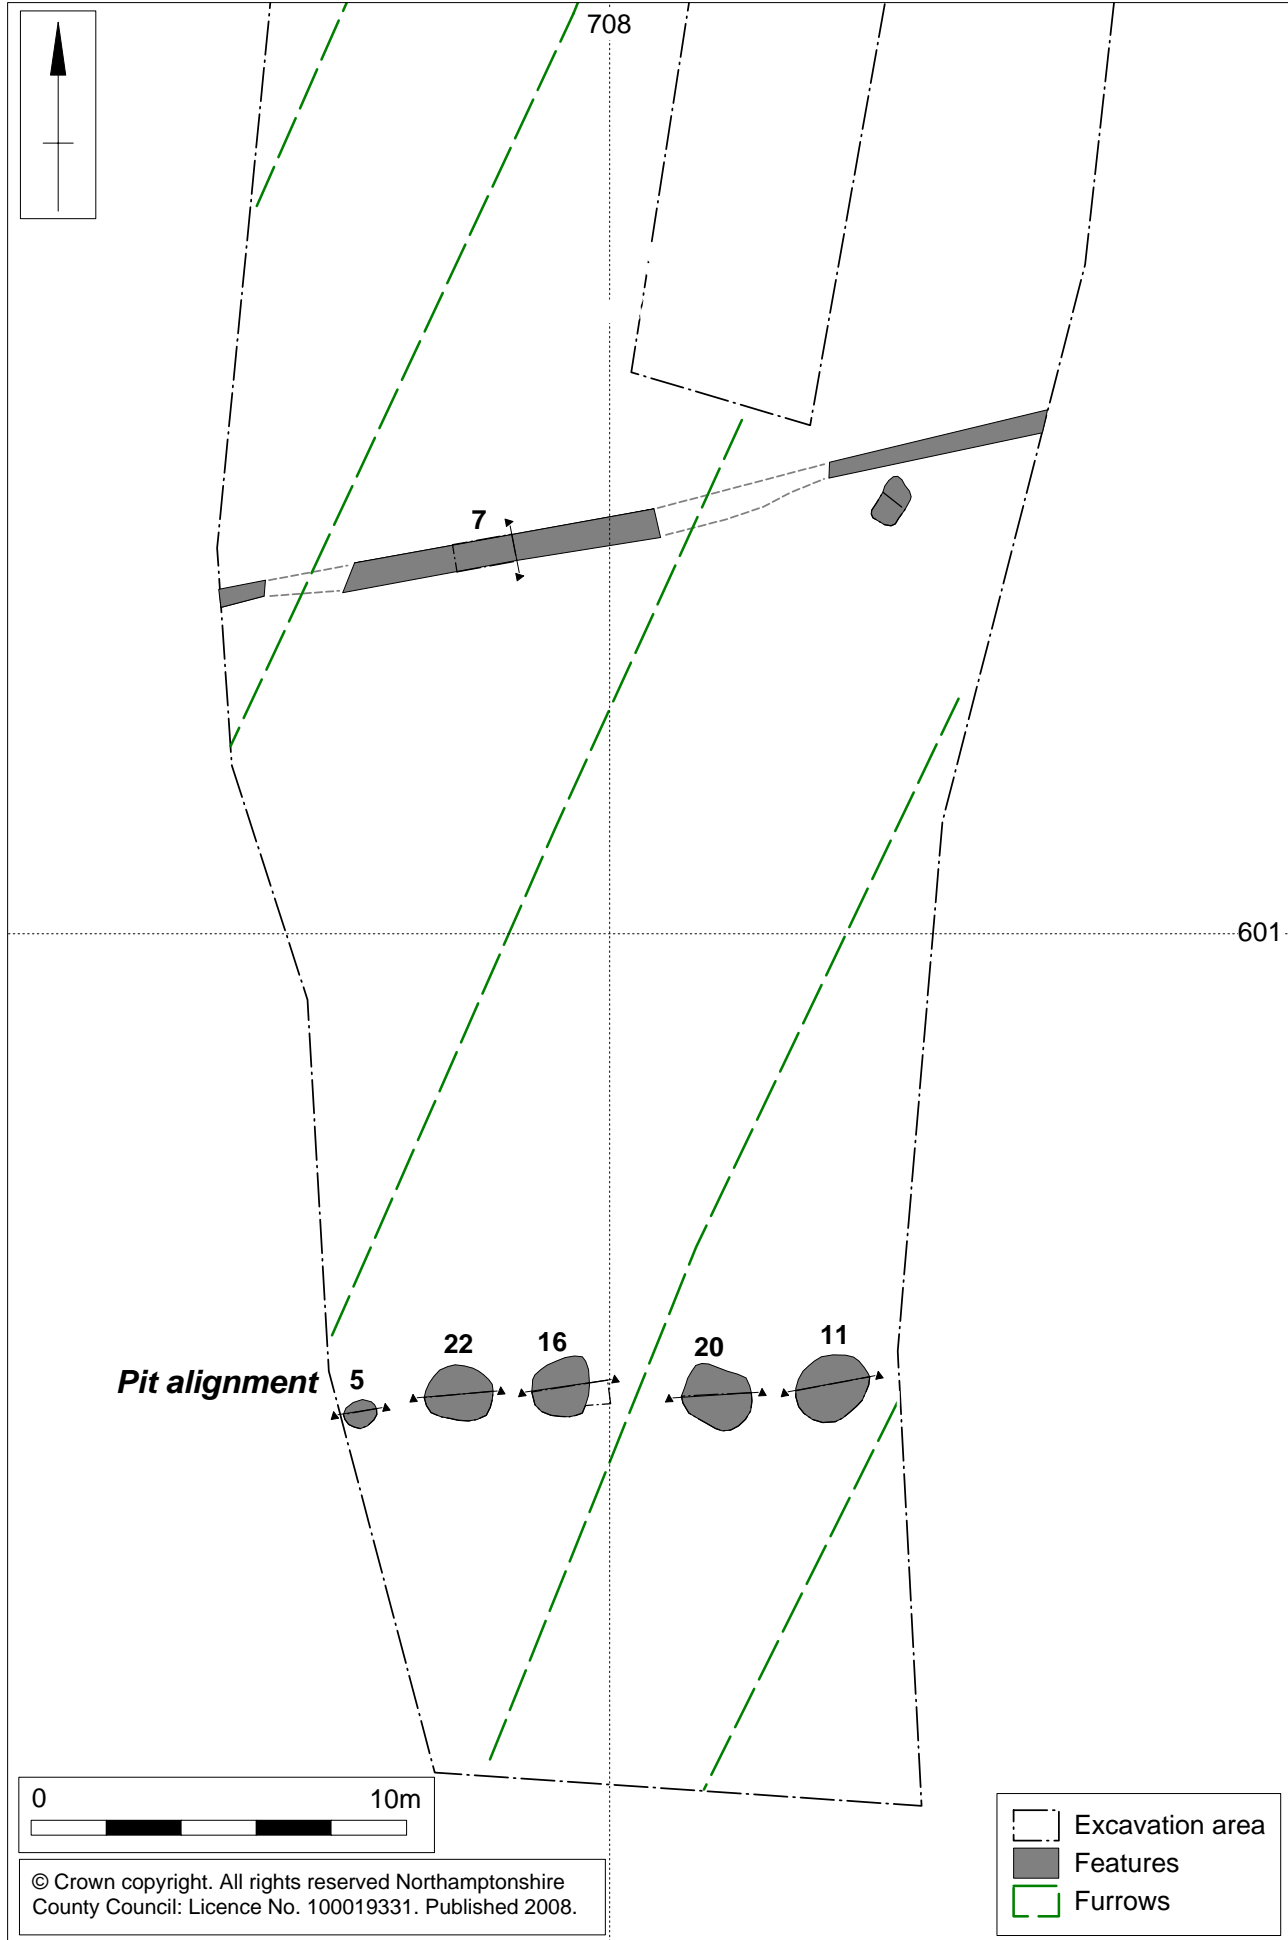 708
7
601
22
16
20
11
Pit alignment
5
0 10m
© Crown copyright. All rights reserved Northamptonshire
County Council: Licence No. 100019331. Published 2008.
Excavation area
Features
Furrows